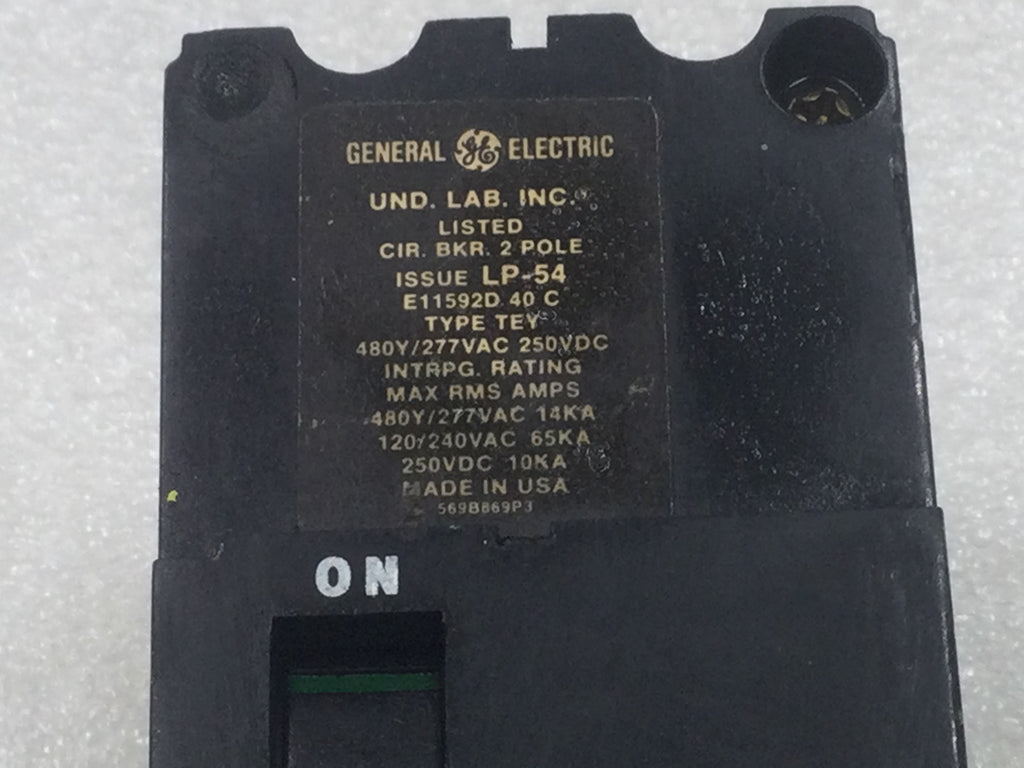 GENERAL GE ELECTRIC
UND. LAB. INC.
LISTED
CIR. BKR. 2 POLE
ISSUE LP-54
E11592D 40 C
TYPE TEY
480Y/277VAC 250VDC
INTRPG. RATING
MAX RMS AMPS
480Y/277VAC 14KA
120/240VAC 65KA
250VDC 10KA
MADE IN USA
569B869P3
ON